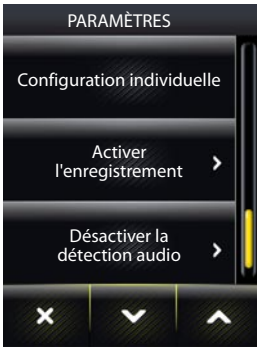 PARAMÈTRES
Configuration individuelle
Activer
l'enregistrement
Désactiver la
détection audio